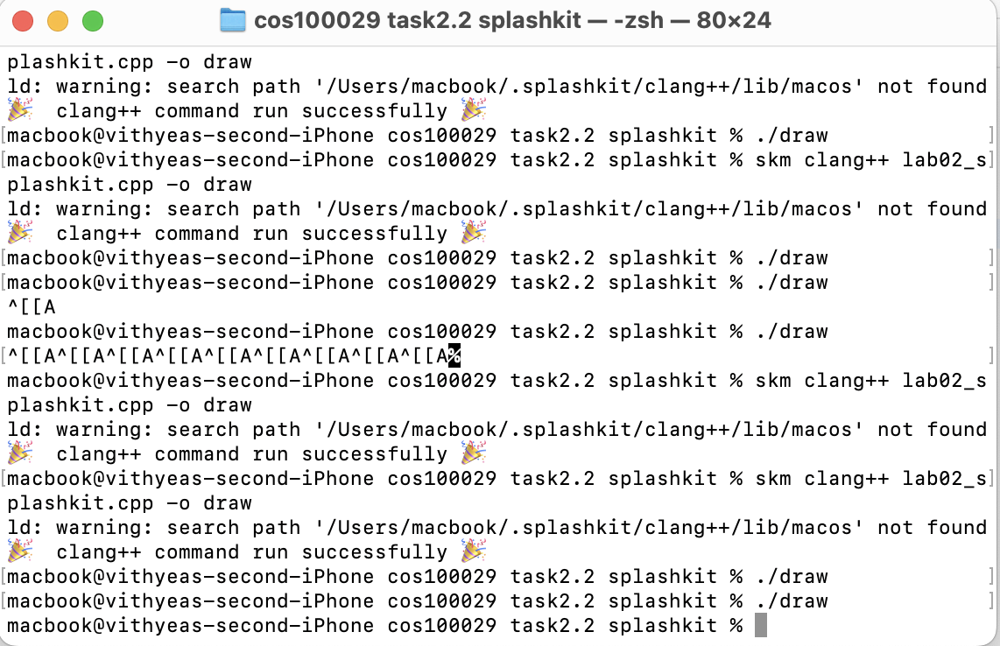 cos100029 task2.2 splashkit — -zsh — 80×24
plashkit.cpp -o draw
ld: warning: search path '/Users/macbook/.splashkit/clang++/lib/macos' not found
🎉  clang++ command run successfully 🎉
[macbook@vithyeas-second-iPhone cos100029 task2.2 splashkit % ./draw ]
[macbook@vithyeas-second-iPhone cos100029 task2.2 splashkit % skm clang++ lab02_s]
plashkit.cpp -o draw
ld: warning: search path '/Users/macbook/.splashkit/clang++/lib/macos' not found
🎉  clang++ command run successfully 🎉
[macbook@vithyeas-second-iPhone cos100029 task2.2 splashkit % ./draw ]
[macbook@vithyeas-second-iPhone cos100029 task2.2 splashkit % ./draw ]
^[[A
macbook@vithyeas-second-iPhone cos100029 task2.2 splashkit % ./draw
[^[[A^[[A^[[A^[[A^[[A^[[A^[[A^[[A^[[A% ]
macbook@vithyeas-second-iPhone cos100029 task2.2 splashkit % skm clang++ lab02_s
plashkit.cpp -o draw
ld: warning: search path '/Users/macbook/.splashkit/clang++/lib/macos' not found
🎉  clang++ command run successfully 🎉
[macbook@vithyeas-second-iPhone cos100029 task2.2 splashkit % skm clang++ lab02_s]
plashkit.cpp -o draw
ld: warning: search path '/Users/macbook/.splashkit/clang++/lib/macos' not found
🎉  clang++ command run successfully 🎉
[macbook@vithyeas-second-iPhone cos100029 task2.2 splashkit % ./draw ]
[macbook@vithyeas-second-iPhone cos100029 task2.2 splashkit % ./draw ]
macbook@vithyeas-second-iPhone cos100029 task2.2 splashkit %